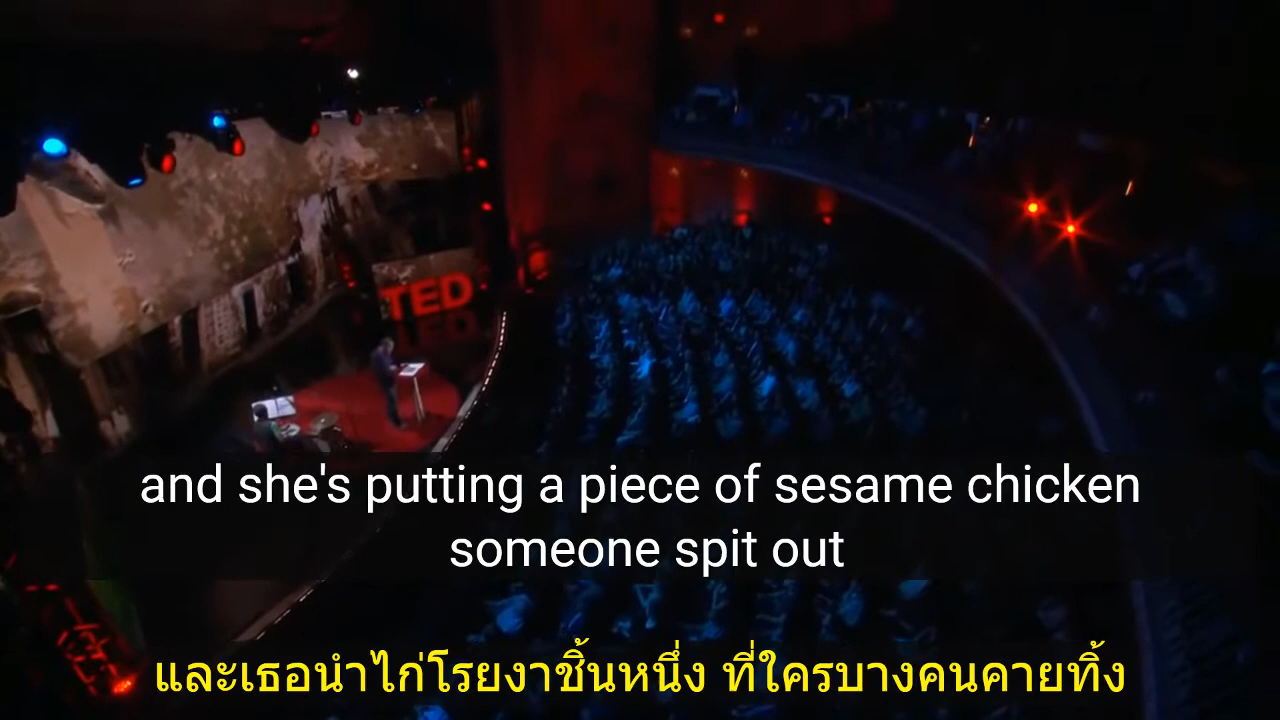 TED
and she's putting a piece of sesame chicken
someone spit out
และเธอนำไก่โรยงาชิ้นหนึ่ง ที่ใครบางคนคายทิ้ง